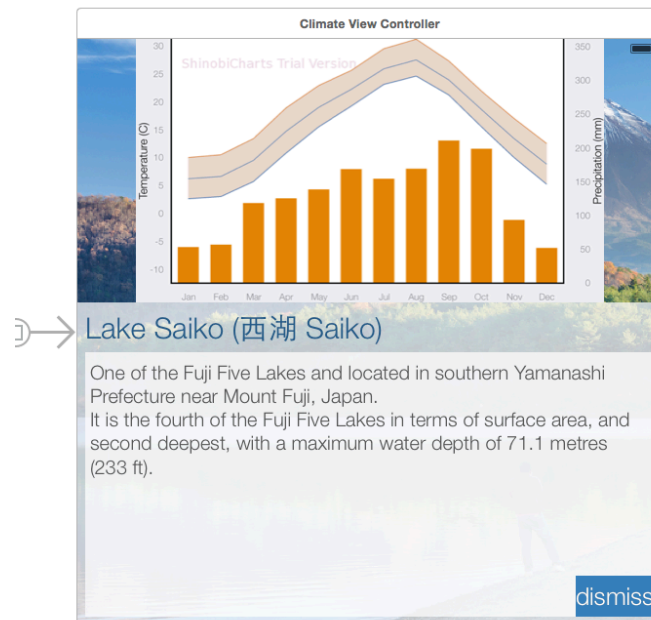 Climate View Controller
ShinobiCharts Trial Version
Temperature (C)
30
25
20
15
10
5
0
-5
-10
Precipitation (mm)
350
300
250
200
150
100
50
0
Jan Feb Mar Apr May Jun Jul Aug Sep Oct Nov Dec
Lake Saiko (西湖 Saiko)
One of the Fuji Five Lakes and located in southern Yamanashi
Prefecture near Mount Fuji, Japan.
It is the fourth of the Fuji Five Lakes in terms of surface area, and
second deepest, with a maximum water depth of 71.1 metres
(233 ft).
dismiss